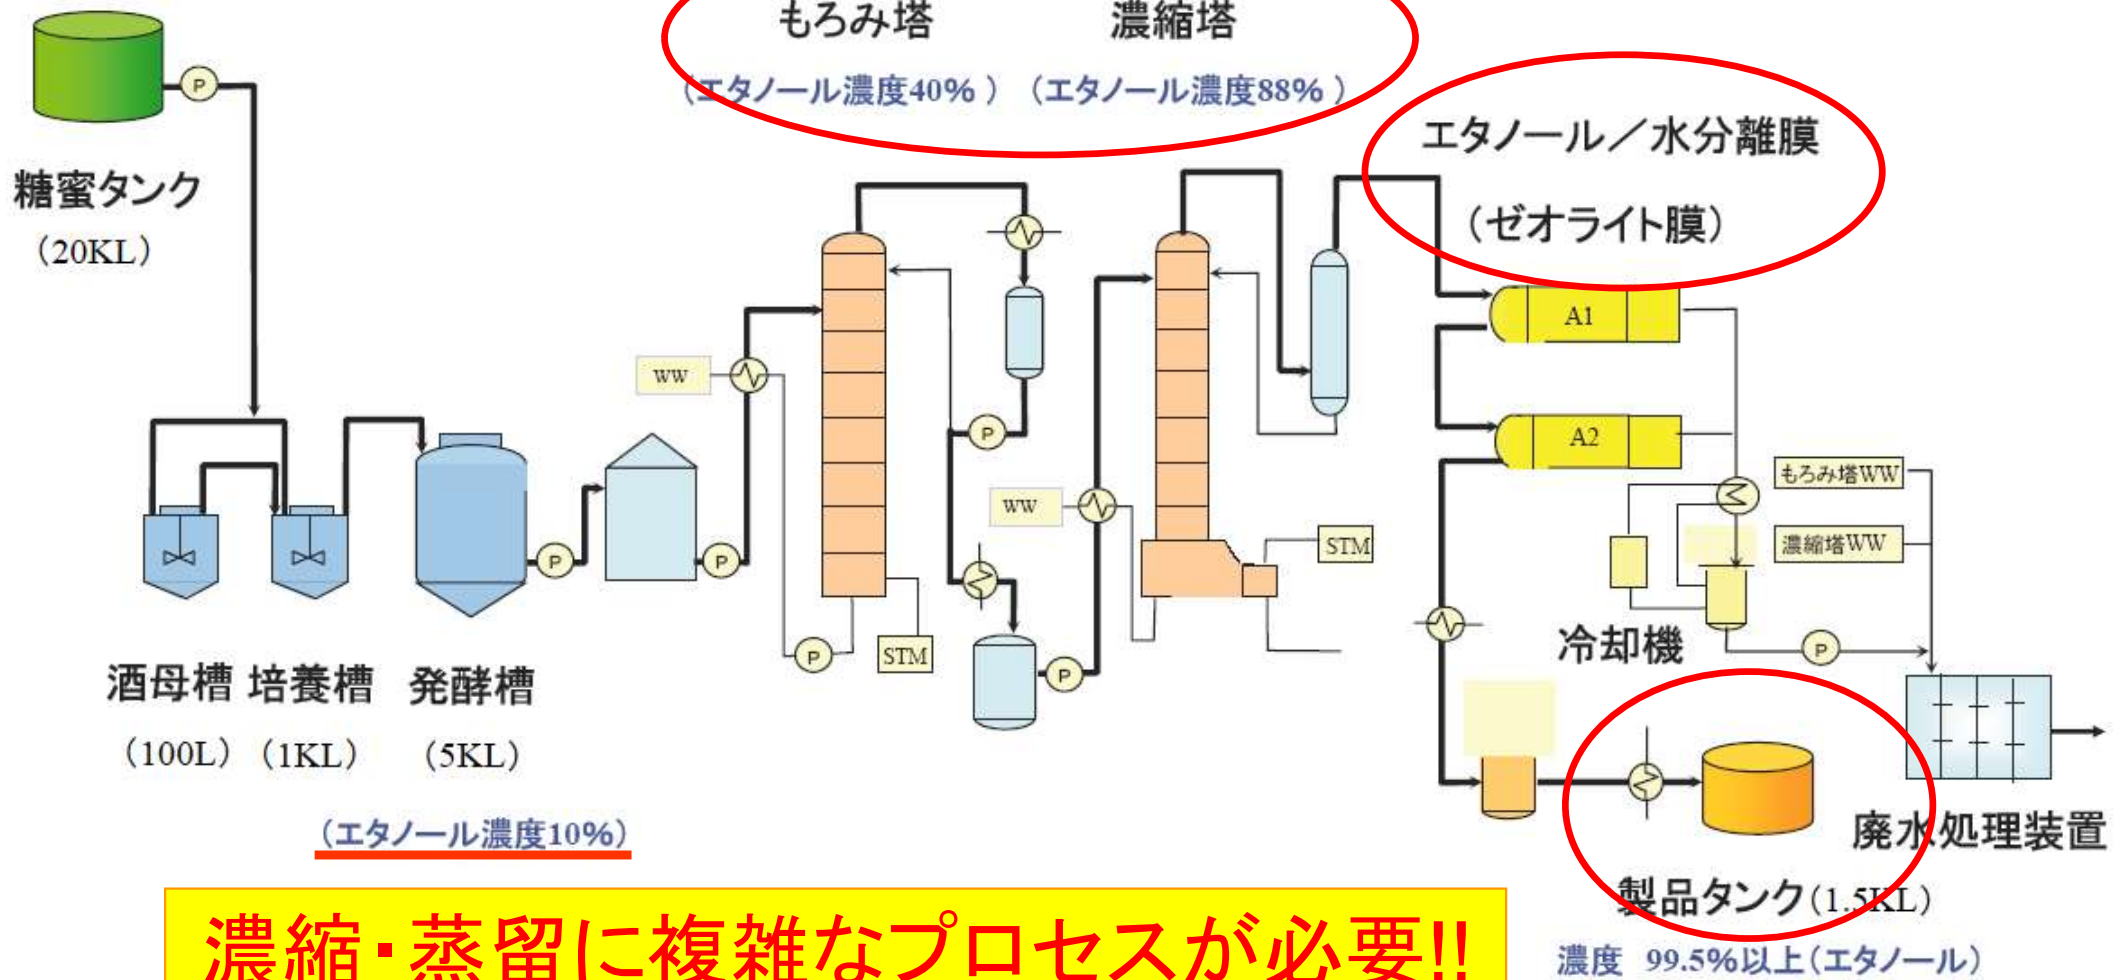 もろみ塔 濃縮塔
（エタノール濃度40% ）（エタノール濃度88% ）
エタノール／水分離膜
（ゼオライト膜）
P
糖蜜タンク
（20KL）
A1
WW
P
A2
もろみ塔WW
WW
濃縮塔WW
STM
P
P
P
STM
P
冷却機
P
酒母槽 培養槽 発酵槽
（100L）（1KL） （5KL）
（エタノール濃度10%）
廃水処理装置
製品タンク（1.5KL）
濃縮・蒸留に複雑なプロセスが必要!!
濃度 99.5%以上（エタノール）